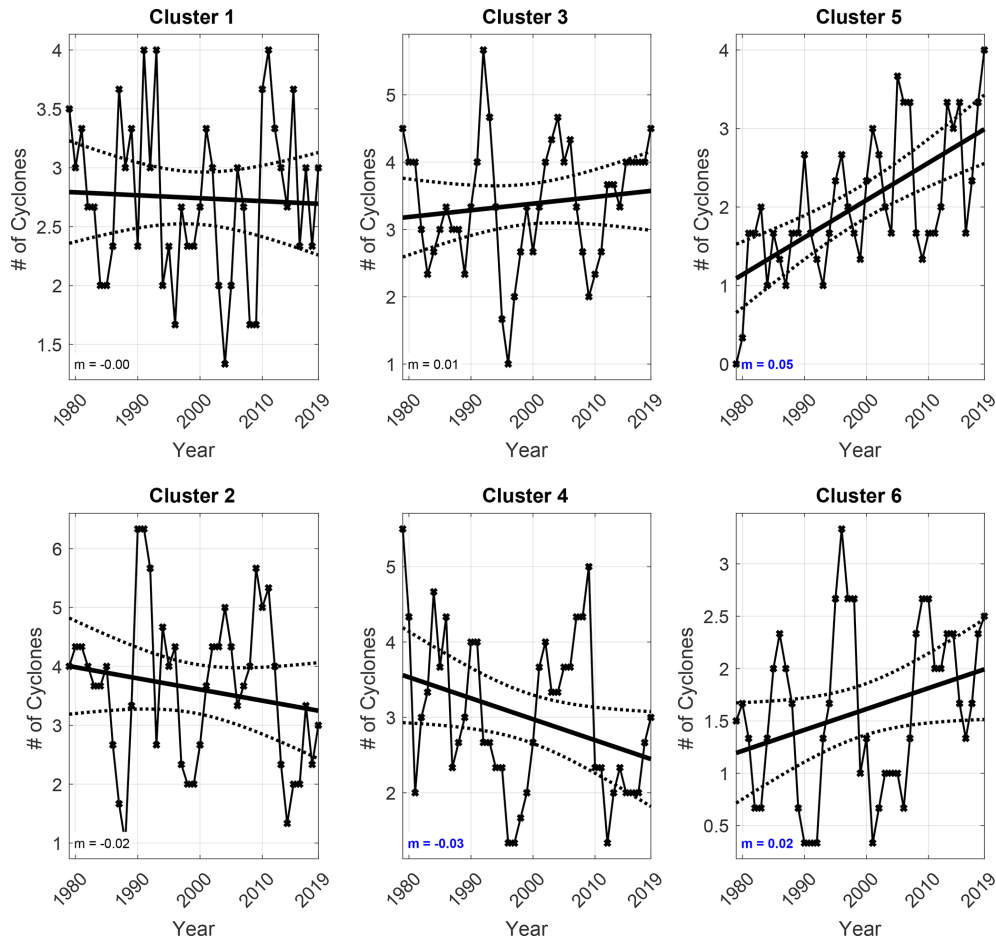 Cluster 1
# of Cyclones
4
3.5
3
2.5
2
1.5
m = -0.00
1980
1990
2000
2010
2019
Year
Cluster 3
# of Cyclones
5
4
3
2
1
m = 0.01
1980
1990
2000
2010
2019
Year
Cluster 5
# of Cyclones
4
3
2
1
0
m = 0.05
1980
1990
2000
2010
2019
Year
Cluster 2
# of Cyclones
6
5
4
3
2
1
m = -0.02
1980
1990
2000
2010
2019
Year
Cluster 4
# of Cyclones
5
4
3
2
m = -0.03
1980
1990
2000
2010
2019
Year
Cluster 6
# of Cyclones
3
2.5
2
1.5
1
0.5
m = 0.02
1980
1990
2000
2010
2019
Year